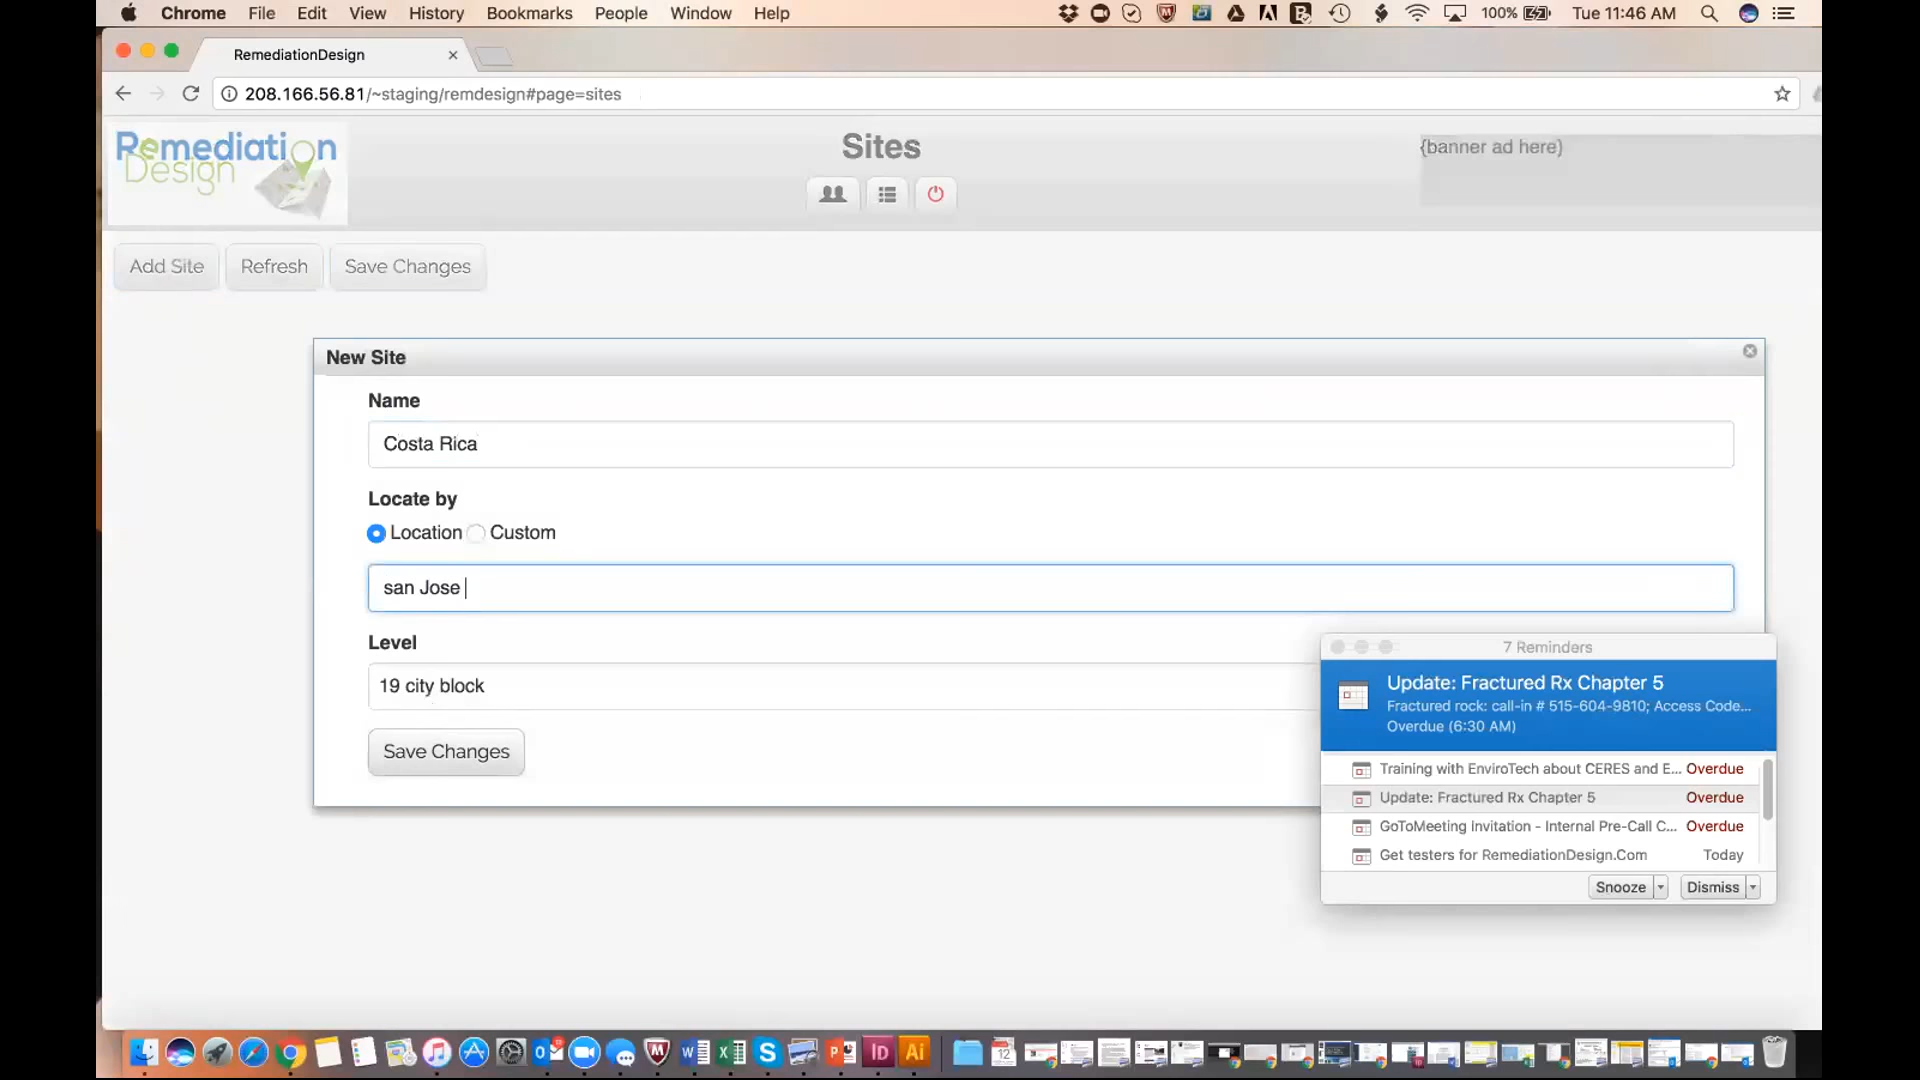 Chrome File Edit View History Bookmarks People Window Help 100% Tue 11:46 AM
RemediationDesign
208.166.56.81/~staging/remdesign#page=sites
Remediation
Design
Sites
{banner ad here}
Add Site Refresh Save Changes
New Site
Name
Costa Rica
Locate by
Location Custom
san Jose
Level
19 city block
Save Changes
7 Reminders
Update: Fractured Rx Chapter 5
Fractured rock: call-in # 515-604-9810; Access Code...
Overdue (6:30 AM)
Training with EnviroTech about CERES and E... Overdue
Update: Fractured Rx Chapter 5 Overdue
GoToMeeting Invitation - Internal Pre-Call C... Overdue
Get testers for RemediationDesign.Com Today
Snooze Dismiss
Id Ai 12